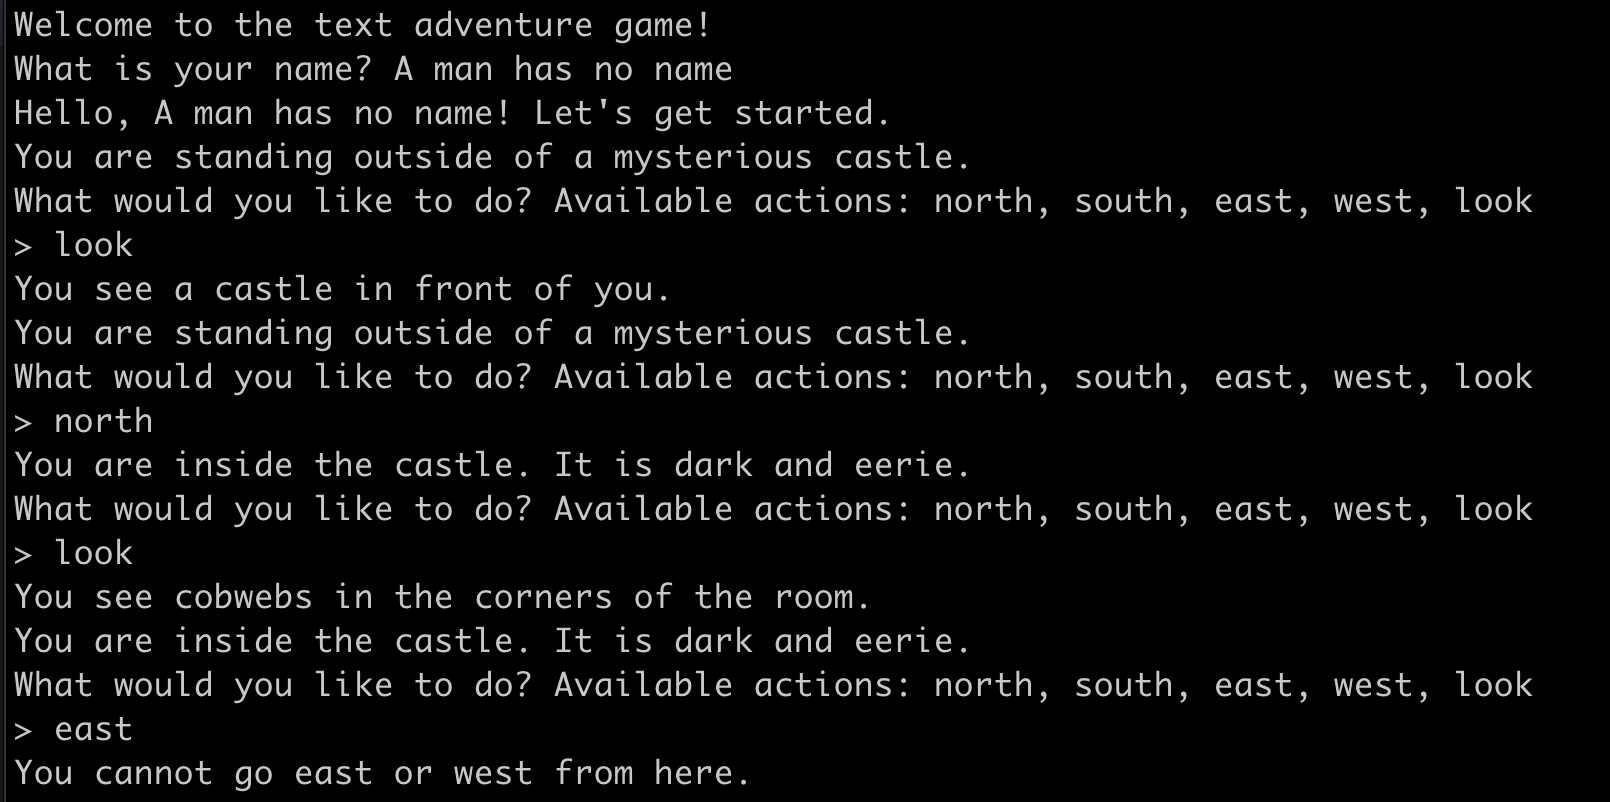 Welcome to the text adventure game!
What is your name? A man has no name
Hello, A man has no name! Let's get started.
You are standing outside of a mysterious castle.
What would you like to do? Available actions: north, south, east, west, look
> look
You see a castle in front of you.
You are standing outside of a mysterious castle.
What would you like to do? Available actions: north, south, east, west, look
> north
You are inside the castle. It is dark and eerie.
What would you like to do? Available actions: north, south, east, west, look
> look
You see cobwebs in the corners of the room.
You are inside the castle. It is dark and eerie.
What would you like to do? Available actions: north, south, east, west, look
> east
You cannot go east or west from here.